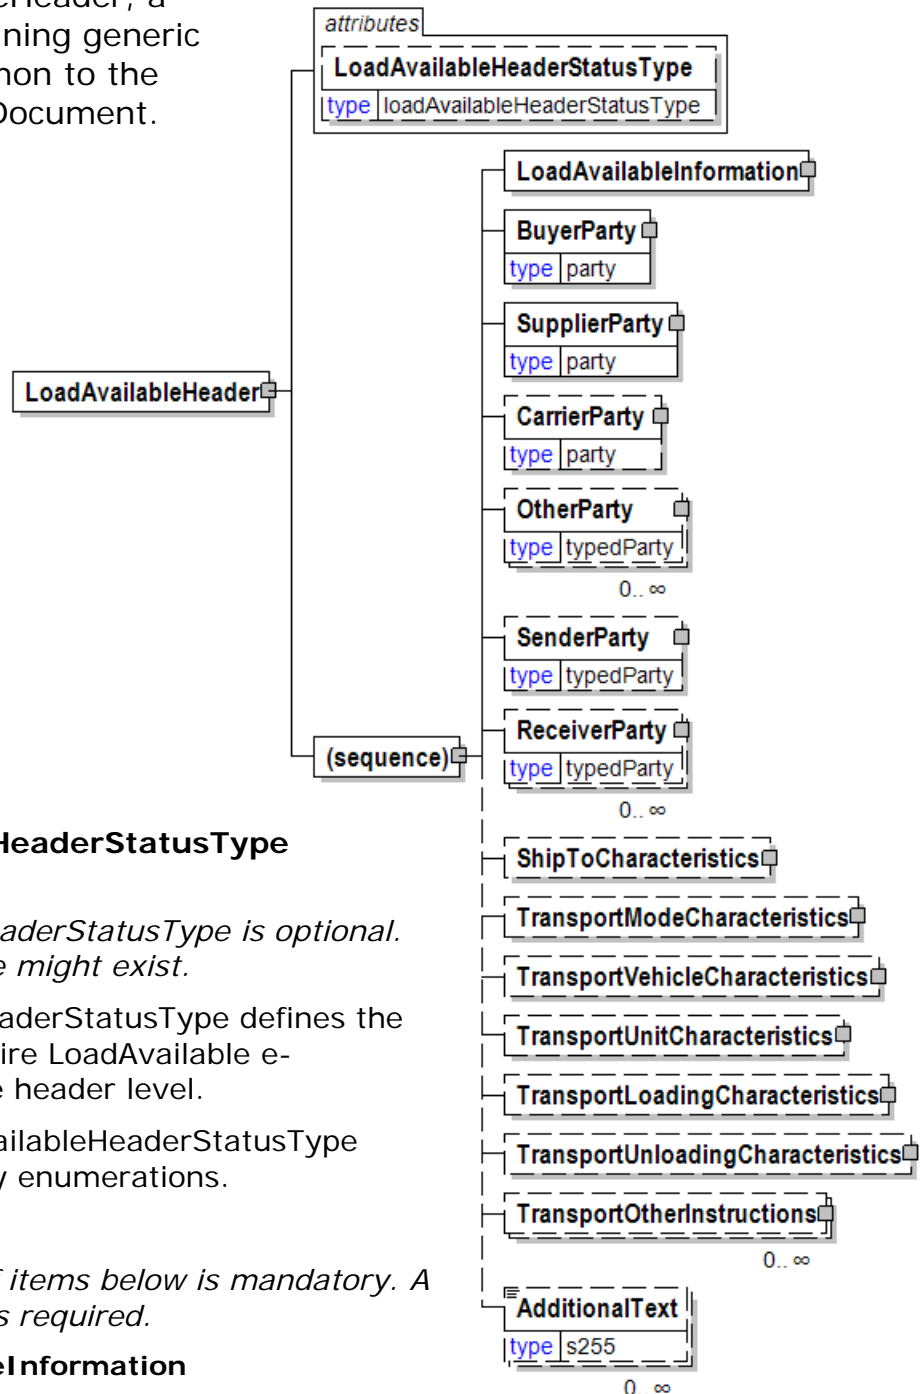 attributes
ning generic
LoadAvailableHeaderStatusType
type loadAvailableHeaderStatusType
non to the
Document.
LoadAvailableInformation
BuyerParty
type party
SupplierParty
type party
LoadAvailableHeader
CarrierParty
type party
OtherParty
type typedParty
0..∞
SenderParty
type typedParty
ReceiverParty
type typedParty
0..∞
(sequence)
HeaderStatusType
aderStatusType is optional.
e might exist.
aderStatusType defines the
ire LoadAvailable e-
e header level.
ailableHeaderStatusType
y enumerations.
f items below is mandatory. A
s required.
eInformation
ShipToCharacteristics
TransportModeCharacteristics
TransportVehicleCharacteristics
TransportUnitCharacteristics
TransportLoadingCharacteristics
TransportUnloadingCharacteristics
TransportOtherInstructions
0..∞
AdditionalText
type s255
0..∞